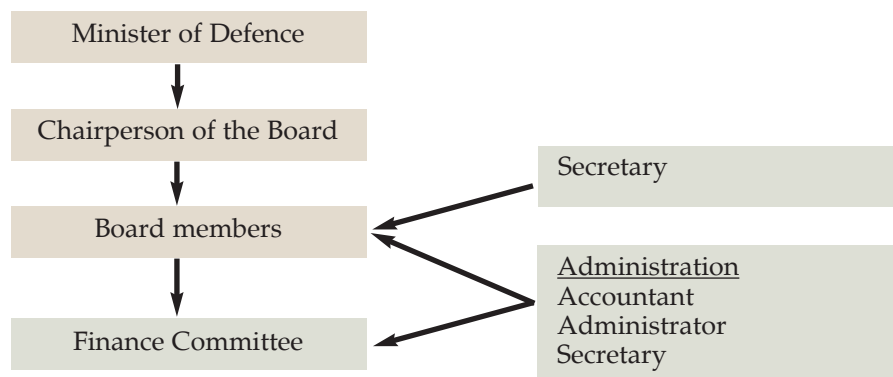 Minister of Defence
Chairperson of the Board
Board members
Finance Committee
Secretary
Administration
Accountant
Administrator
Secretary